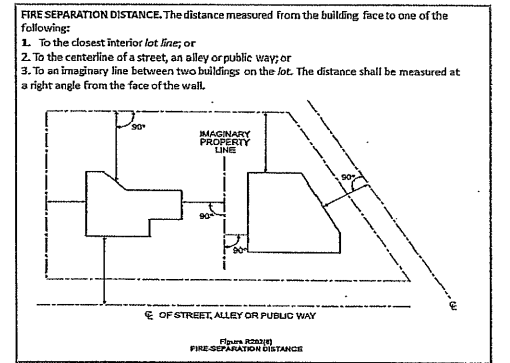 FIRE SEPARATION DISTANCE. The distance measured from the building face to one of the
following:
1. To the closest interior lot line; or
2. To the centerline of a street, an alley or public way; or
3. To an imaginary line between two buildings on the lot. The distance shall be measured at
a right angle from the face of the wall.
90°
IMAGINARY
PROPERTY
LINE
90°
90°
90°
℄
℄ OF STREET, ALLEY OR PUBLIC WAY
Figure R202(8)
FIRE-SEPARATION DISTANCE